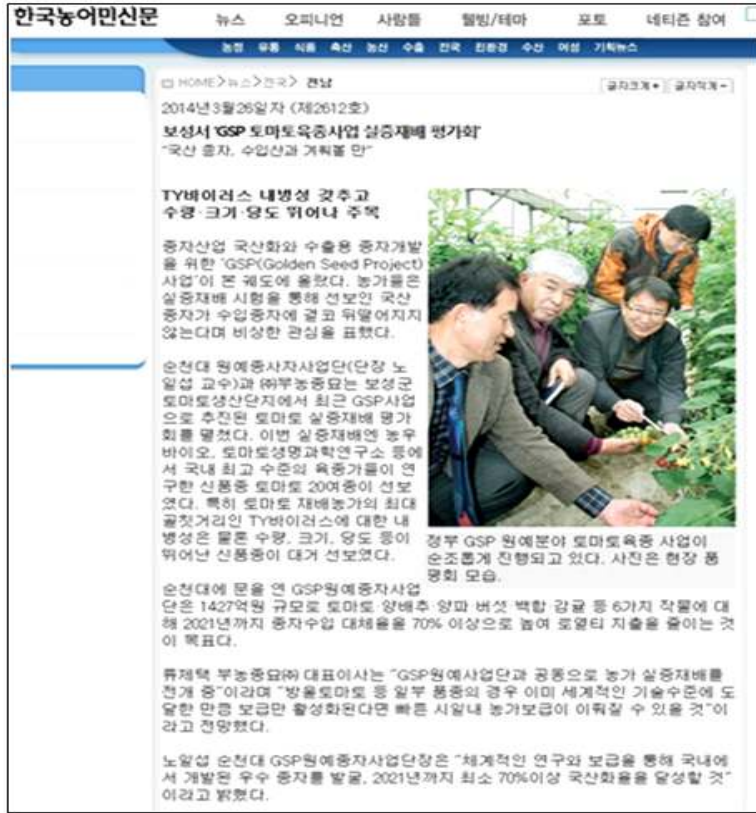 한국농어민신문
뉴스 오피니언 사람들 웰빙/테마 포토 네티즌 참여
농정 유통 식품 축산 농산 수출 전국 친환경 수산 여성 기획뉴스
HOME>뉴스>전국> 전남
글자크게+ 글자작게-
2014년3월26일자 (제2612호)
보성서 'GSP 토마토육종사업 실증재배 평가회'
"국산 종자, 수입산과 겨뤄볼 만"
TY바이러스 내병성 갖추고
수량·크기·당도 뛰어나 주목
종자산업 국산화와 수출용 종자개발
을 위한 'GSP(Golden Seed Project)
사업'이 본 궤도에 올랐다. 농가들은
실증재배 시험을 통해 선보인 국산
종자가 수입종자에 결코 뒤떨어지지
않는다며 비상한 관심을 표했다.
순천대 원예종사자사업단(단장 노
일섭 교수)과 ㈜부농종묘는 보성군
토마토생산단지에서 최근 GSP사업
으로 추진된 토마토 실증재배 평가
회를 펼쳤다. 이번 실증재배엔 농우
바이오, 토마토생명과학연구소 등에
서 국내 최고 수준의 육종가들이 연
구한 신품종 토마토 20여종이 선보
였다. 특히 토마토 재배농가의 최대
골칫거리인 TY바이러스에 대한 내
병성은 물론 수량, 크기, 당도 등이
뛰어난 신품종이 대거 선보였다.
정부 GSP 원예분야 토마토육종 사업이
순조롭게 진행되고 있다. 사진은 현장 품
평회 모습.
순천대에 문을 연 GSP원예종자사업
단은 1427억원 규모로 토마토·양배추·양파·버섯·백합·감귤 등 6가지 작물에 대
해 2021년까지 종자수입 대체율을 70% 이상으로 높여 로열티 지출을 줄이는 것
이 목표다.
류제택 부농종묘㈜ 대표이사는 "GSP원예사업단과 공동으로 농가 실증재배를
전개 중"이라며 "방울토마토 등 일부 품종의 경우 이미 세계적인 기술수준에 도
달한 만큼 보급만 활성화된다면 빠른 시일내 농가보급이 이뤄질 수 있을 것"이
라고 전망했다.
노일섭 순천대 GSP원예종자사업단장은 "체계적인 연구와 보급을 통해 국내에
서 개발된 우수 종자를 발굴, 2021년까지 최소 70%이상 국산화율을 달성할 것"
이라고 밝혔다.